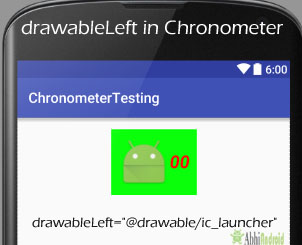 drawableLeft in Chronometer
6:00
ChronometerTesting
00
drawableLeft="@drawable/ic_launcher"
AbhiAndroid